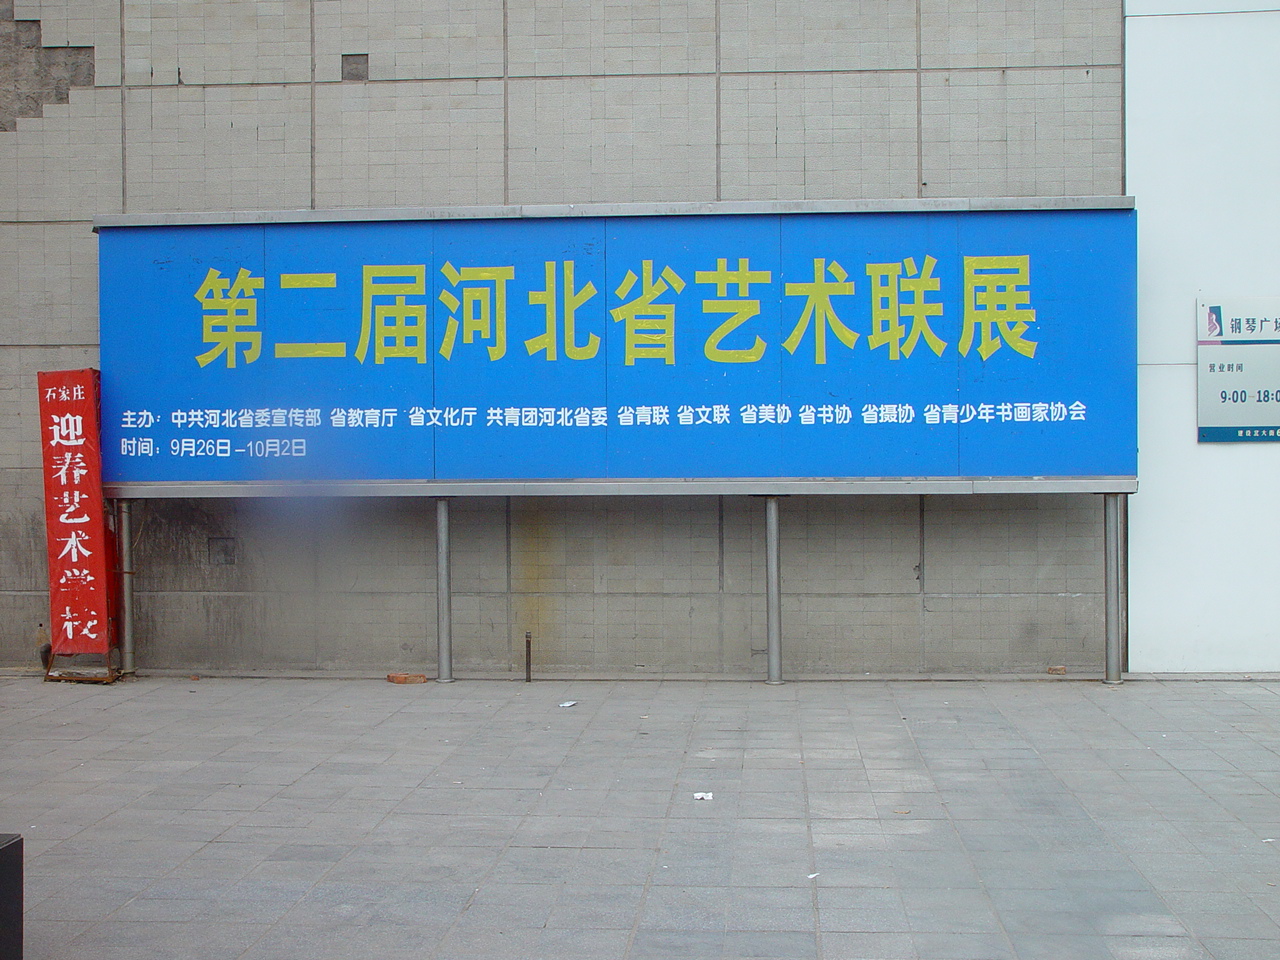 第二届河北省艺术联展
主办：中共河北省委宣传部 省教育厅 省文化厅 共青团河北省委 省青联 省文联 省美协 省书协 省摄协 省青少年书画家协会
时间：9月26日－10月2日
石家庄
迎春艺术学校
钢琴广场
营业时间
9:00－18:0